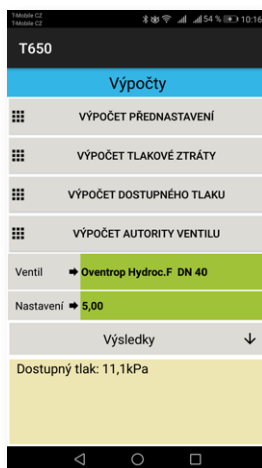 T-Mobile CZ
T-Mobile CZ
54 % 10:16
T650
Výpočty
VÝPOČET PŘEDNASTAVENÍ
VÝPOČET TLAKOVÉ ZTRÁTY
VÝPOČET DOSTUPNÉHO TLAKU
VÝPOČET AUTORITY VENTILU
Ventil Oventrop Hydroc.F DN 40
Nastavení 5,00
Výsledky
Dostupný tlak: 11,1kPa